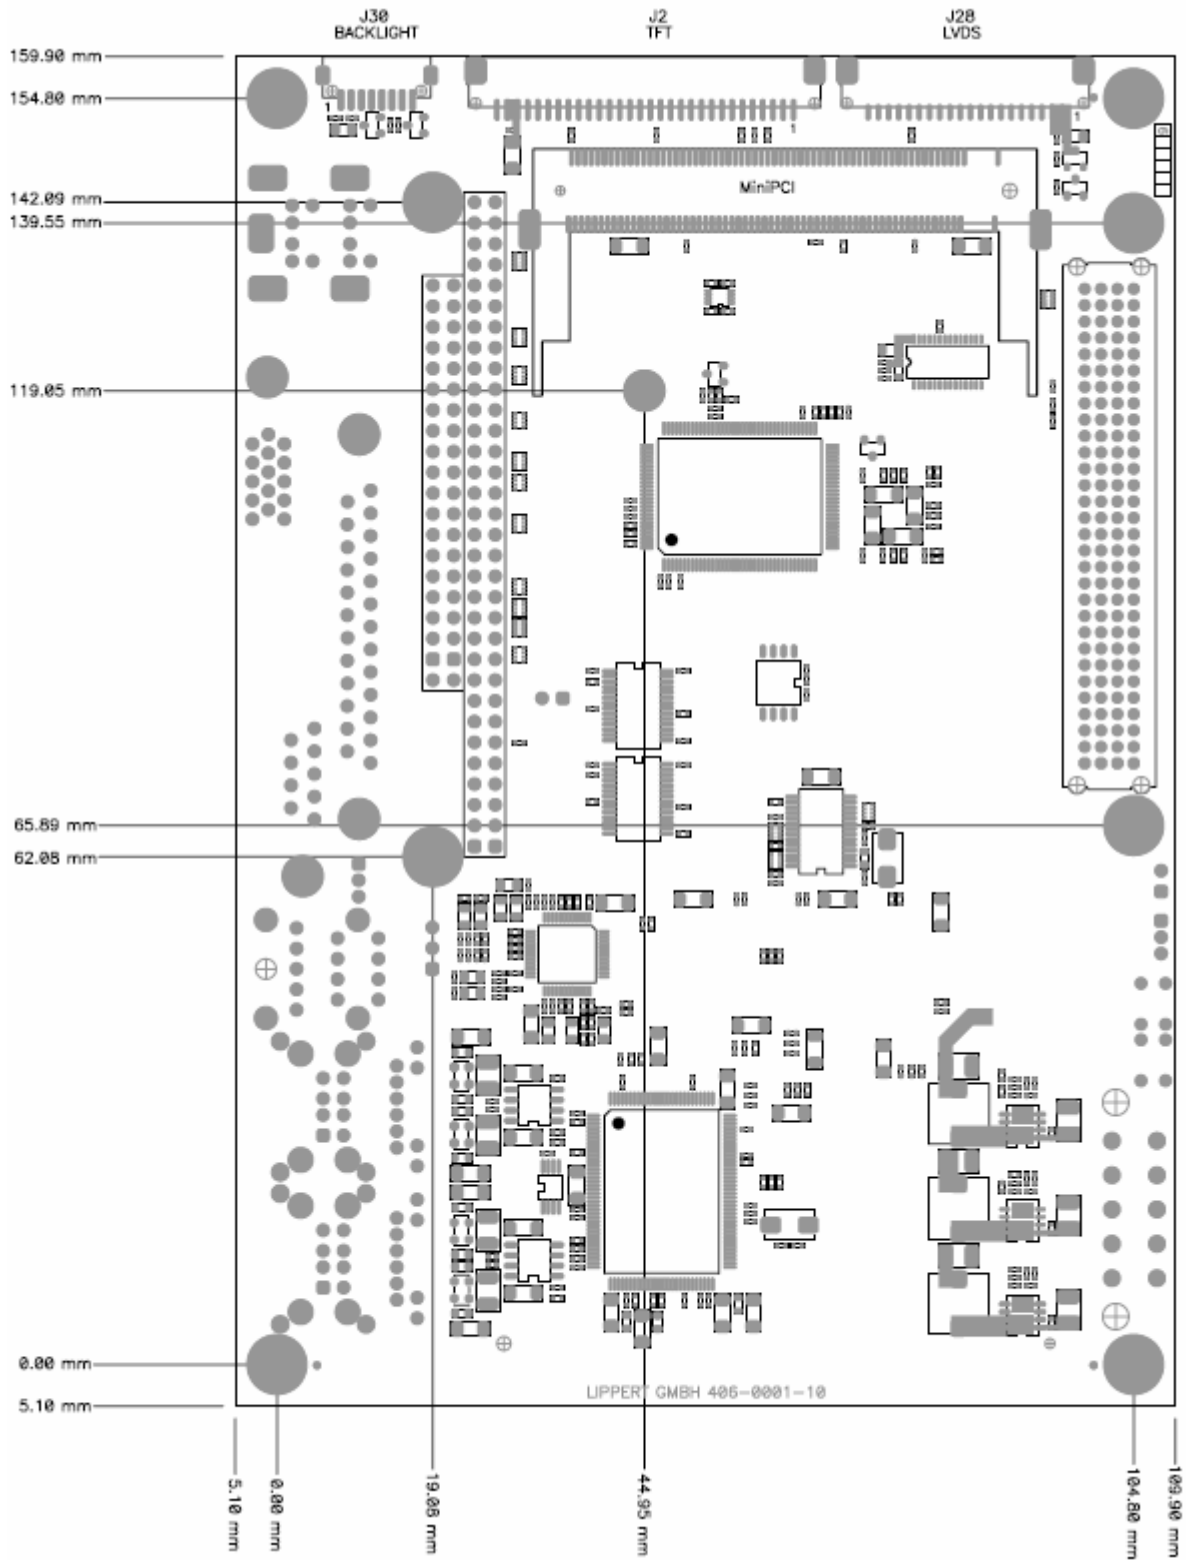 J30
BACKLIGHT
J2
TFT
J28
LVDS
159.90 mm
154.80 mm
1
1
1
MiniPCI
142.09 mm
139.55 mm
119.05 mm
65.89 mm
62.08 mm
0.00 mm
5.10 mm
LIPPERT GMBH 406-0001-10
5.10 mm
0.00 mm
19.08 mm
44.95 mm
104.80 mm
109.90 mm